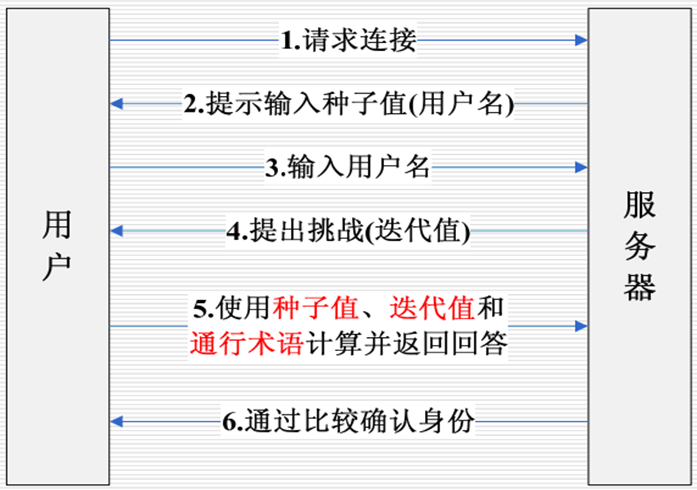 用户
1.请求连接
2.提示输入种子值(用户名)
3.输入用户名
4.提出挑战(迭代值)
5.使用种子值、迭代值和
通行术语计算并返回回答
6.通过比较确认身份
服务器